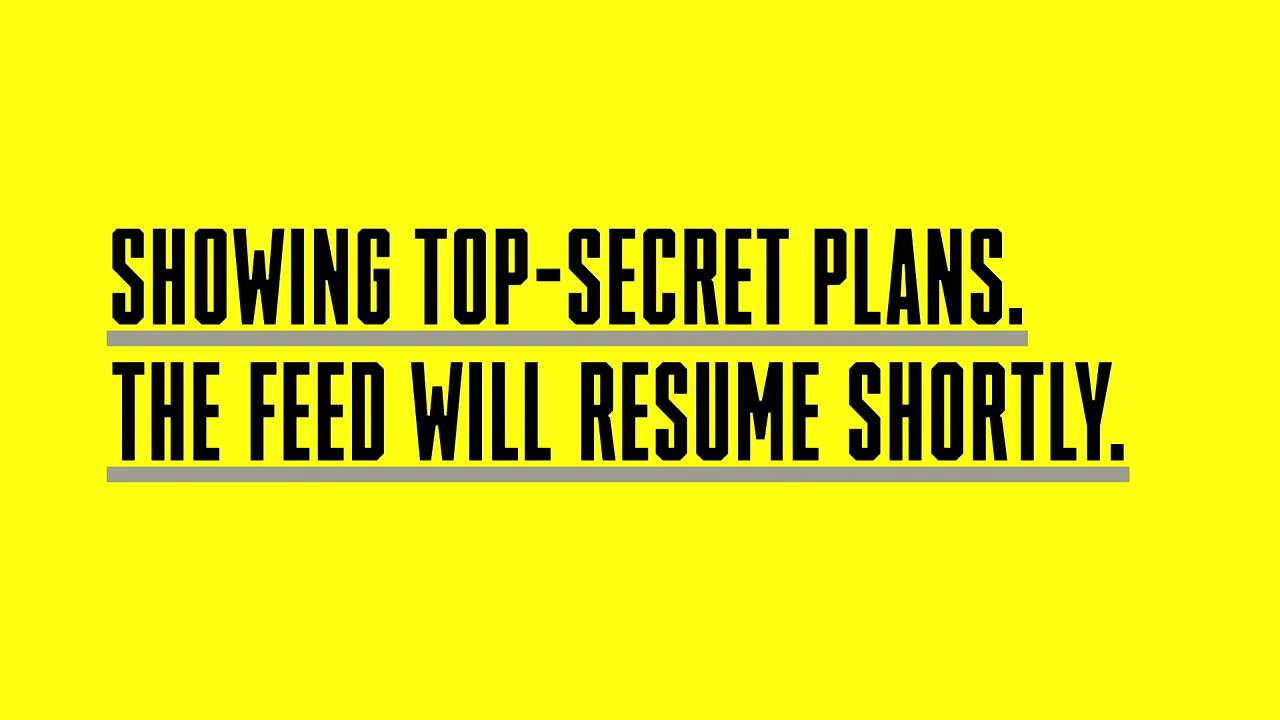 SHOWING TOP-SECRET PLANS.
THE FEED WILL RESUME SHORTLY.